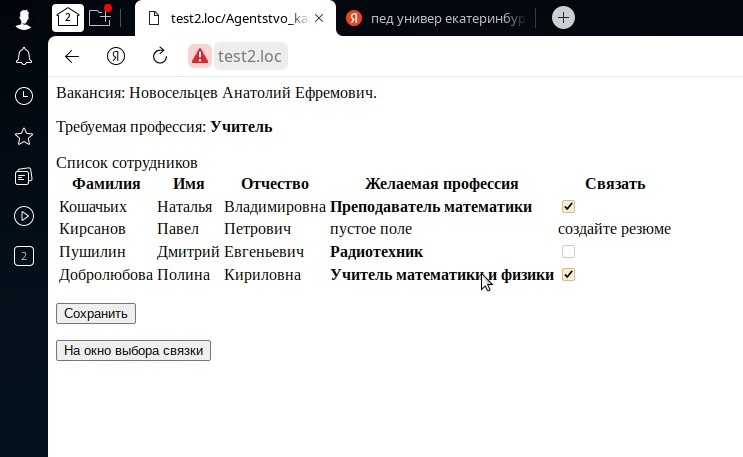 2
test2.loc/Agentstvo_ka
Я
пед универ екатеринбур
Я
test2.loc
Вакансия: Новосельцев Анатолий Ефремович.
Требуемая профессия: Учитель
Список сотрудников
Фамилия Имя Отчество Желаемая профессия Связать
Кошачьих Наталья Владимировна Преподаватель математики
Кирсанов Павел Петрович пустое поле создайте резюме
Пушилин Дмитрий Евгеньевич Радиотехник
Добролюбова Полина Кириловна Учитель математики и физики
2
Сохранить
На окно выбора связки